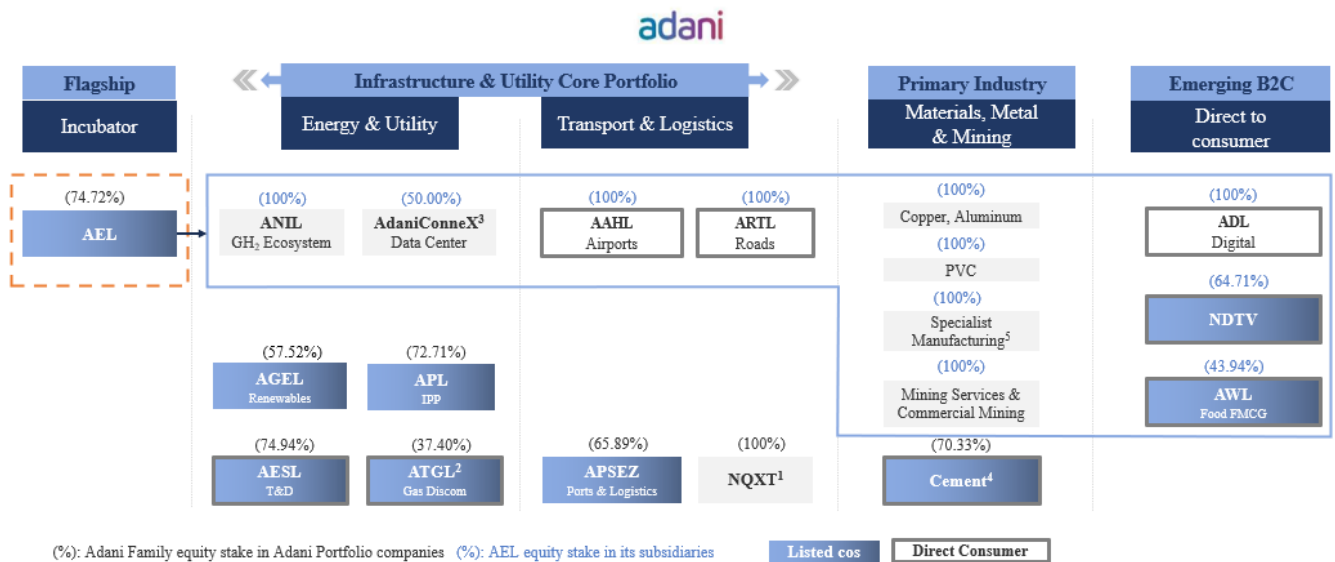 adani
Flagship
Infrastructure & Utility Core Portfolio
Primary Industry
Emerging B2C
Incubator
Energy & Utility
Transport & Logistics
Materials, Metal
& Mining
Direct to
consumer
(74.72%)
AEL
(100%)
ANIL
GH₂ Ecosystem
(50.00%)
AdaniConneX³
Data Center
(100%)
AAHL
Airports
(100%)
ARTL
Roads
(100%)
Copper, Aluminum
(100%)
PVC
(100%)
Specialist
Manufacturing⁵
(100%)
Mining Services &
Commercial Mining
(100%)
ADL
Digital
(64.71%)
NDTV
(43.94%)
AWL
Food FMCG
(57.52%)
AGEL
Renewables
(72.71%)
APL
IPP
(74.94%)
AESL
T&D
(37.40%)
ATGL²
Gas Discom
(65.89%)
APSEZ
Ports & Logistics
(100%)
NQXT¹
(70.33%)
Cement⁴
(%): Adani Family equity stake in Adani Portfolio companies
(%): AEL equity stake in its subsidiaries
Listed cos
Direct Consumer